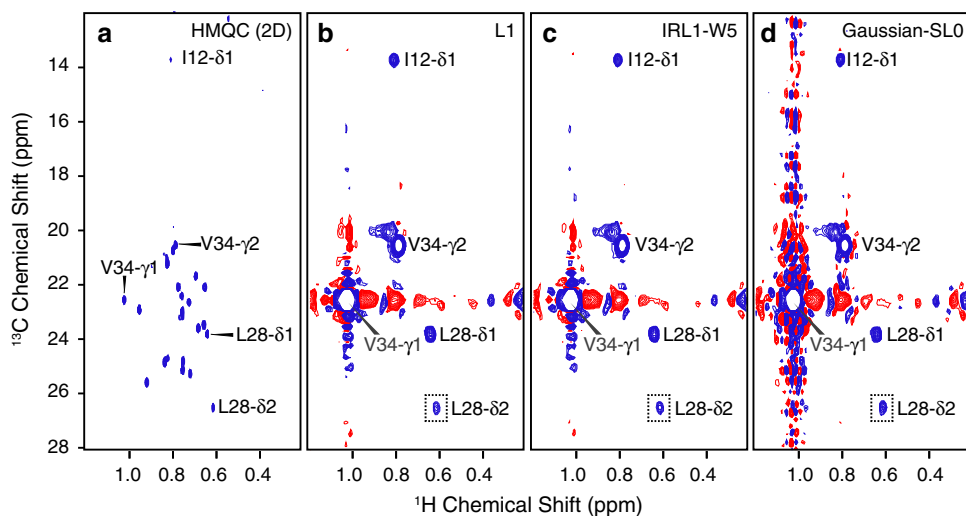 a HMQC (2D)
b L1
c IRL1-W5
d Gaussian-SL0
I12-δ1
I12-δ1
I12-δ1
I12-δ1
14
16
18
20
22
24
26
28
13C Chemical Shift (ppm)
V34-γ2
V34-γ1
L28-δ1
L28-δ2
V34-γ2
V34-γ1
L28-δ1
L28-δ2
V34-γ2
V34-γ1
L28-δ1
L28-δ2
V34-γ2
V34-γ1
L28-δ1
L28-δ2
1.0 0.8 0.6 0.4
1.0 0.8 0.6 0.4
1.0 0.8 0.6 0.4
1.0 0.8 0.6 0.4
1H Chemical Shift (ppm)